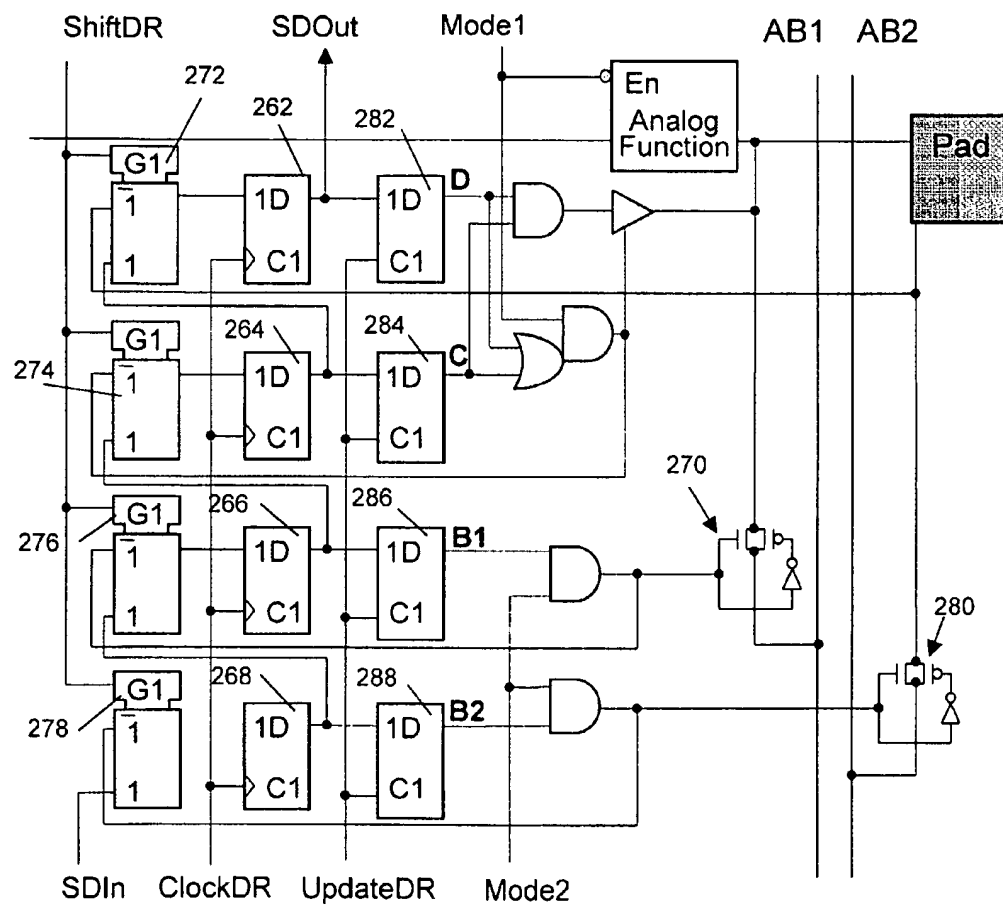 ShiftDR
SDOut
Mode1
AB1
AB2
272
262
282
En
Analog
Function
Pad
G1
1
1
1D
C1
1D
C1
D
274
G1
1
1
264
1D
C1
284
1D
C1
C
276
G1
1
1
266
1D
C1
286
1D
C1
B1
270
278
G1
1
1
268
1D
C1
288
1D
C1
B2
280
SDIn
ClockDR
UpdateDR
Mode2